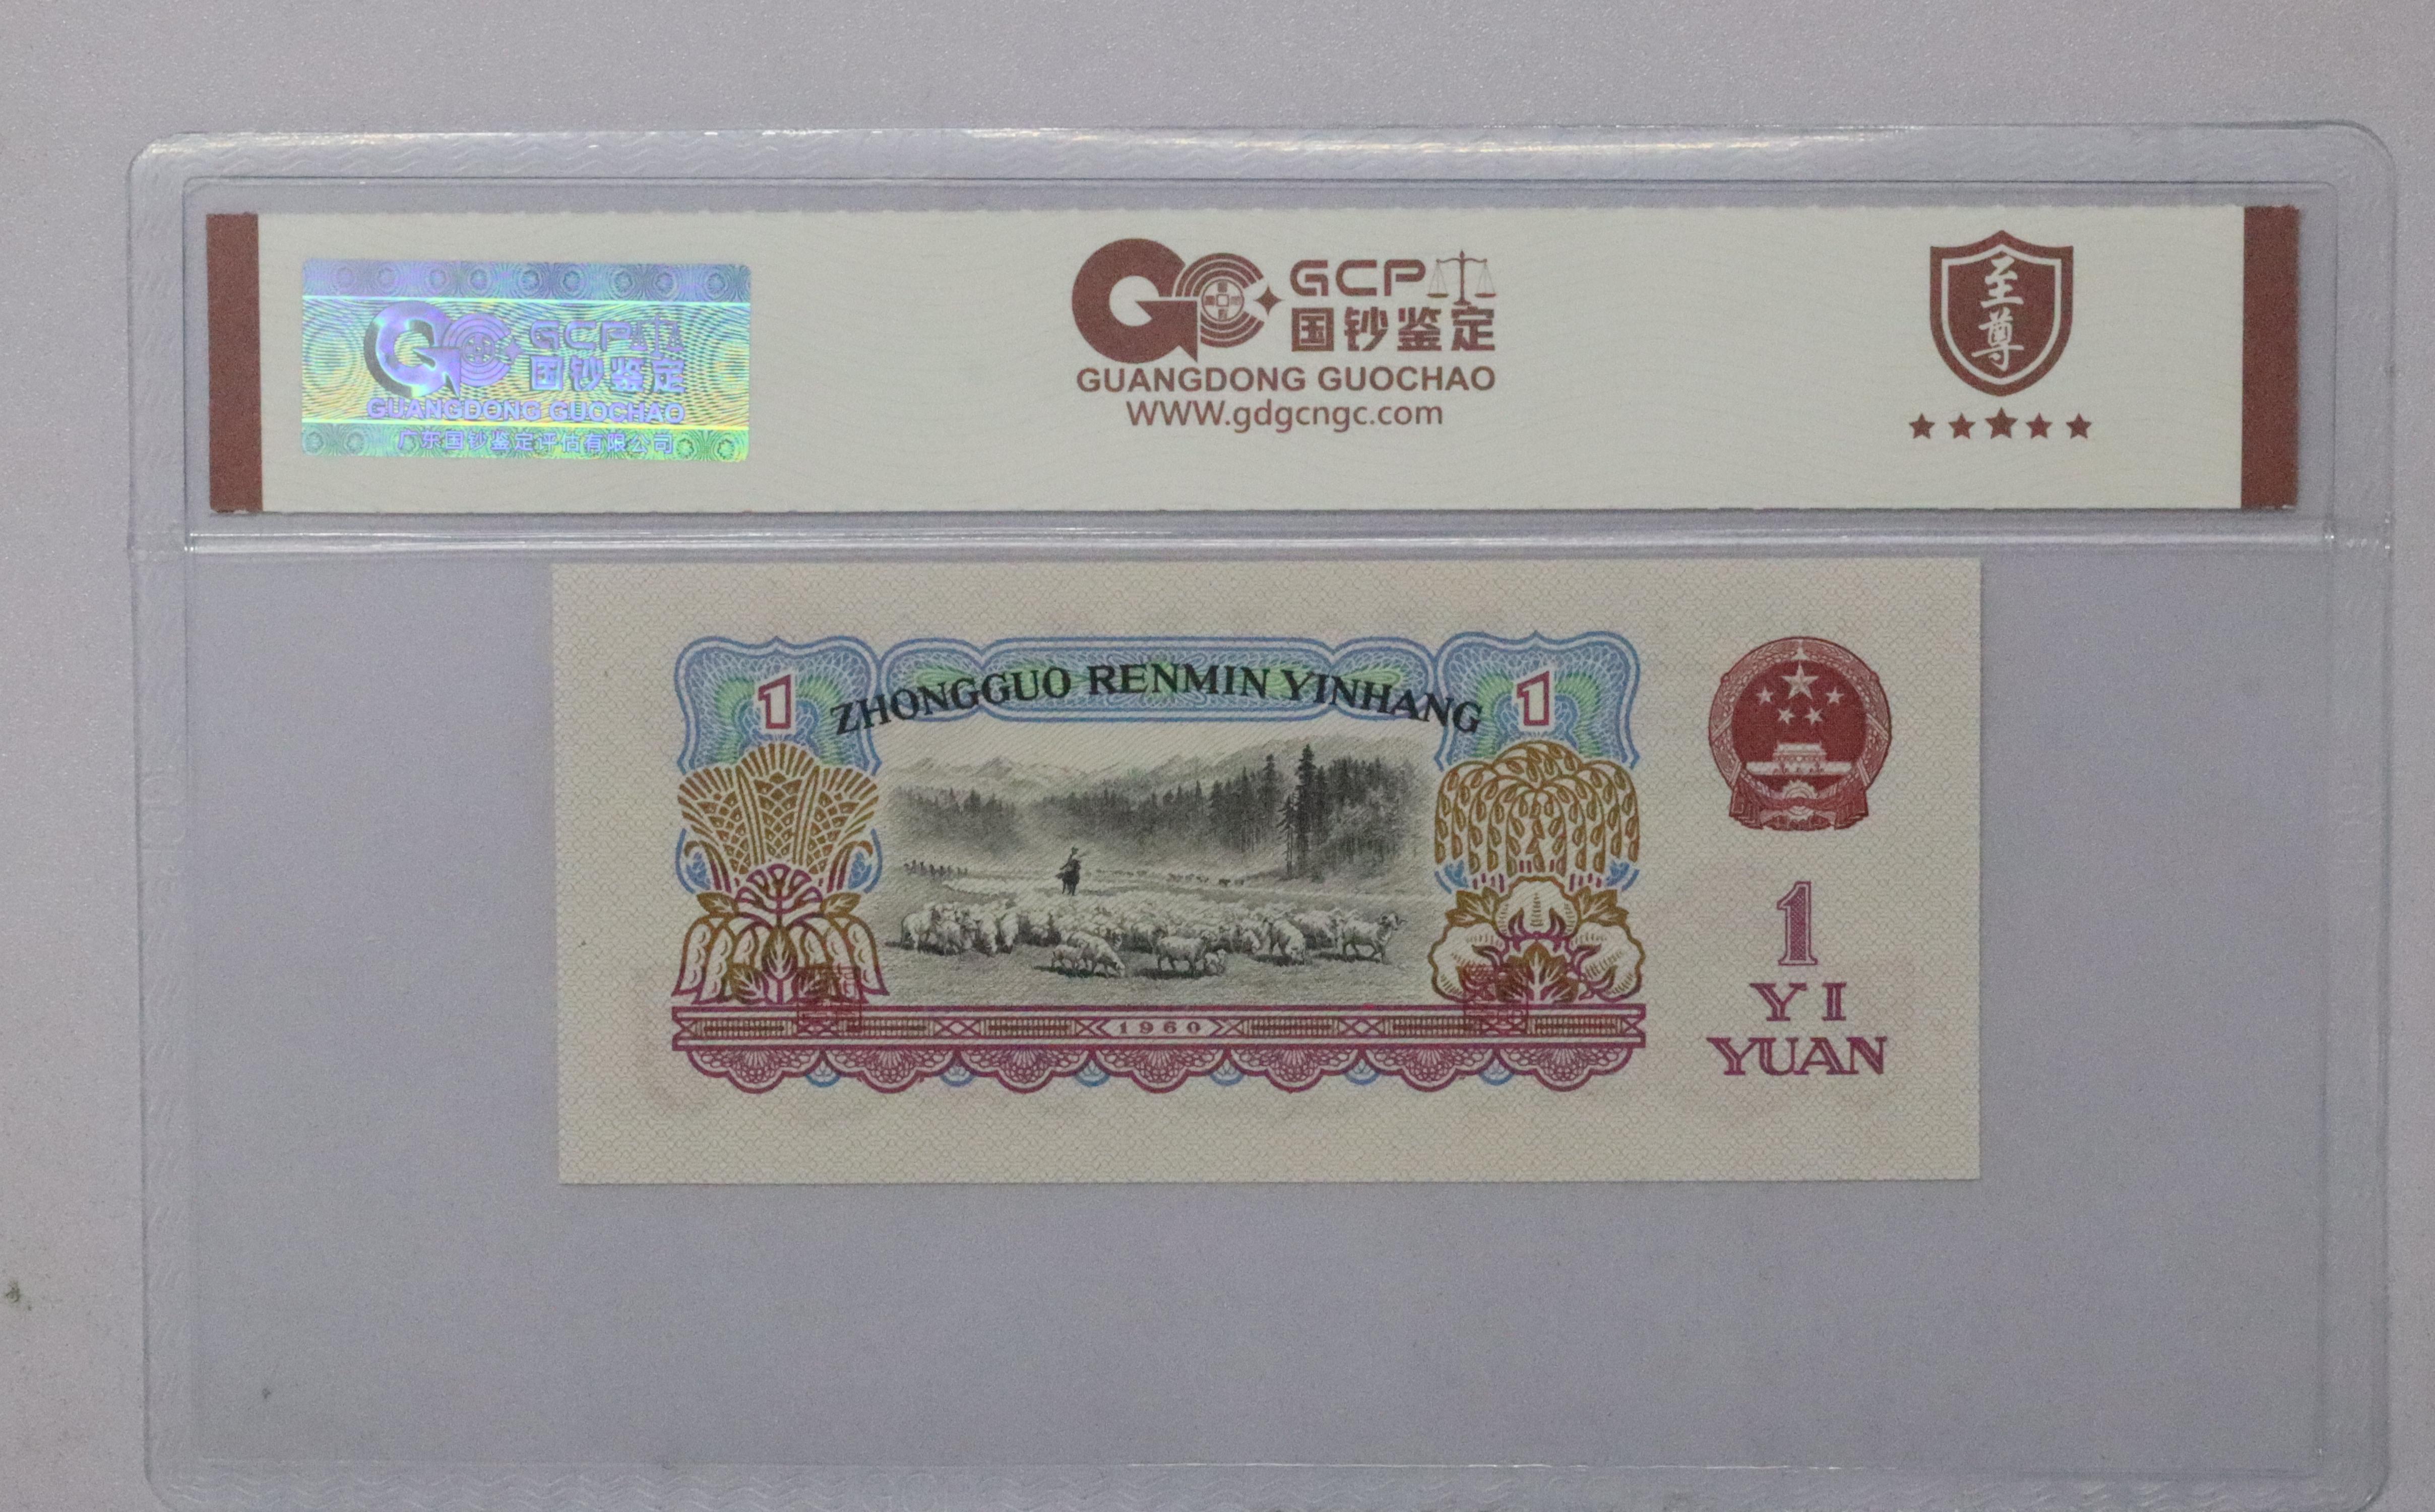 GCP
国钞鉴定
GUANGDONG GUOCHAO
广东国钞鉴定评估有限公司
GCP
国钞鉴定
GUANGDONG GUOCHAO
WWW.gdgcngc.com
至尊
ZHONGGUO RENMIN YINHANG
1
1
1960
1
YI
YUAN